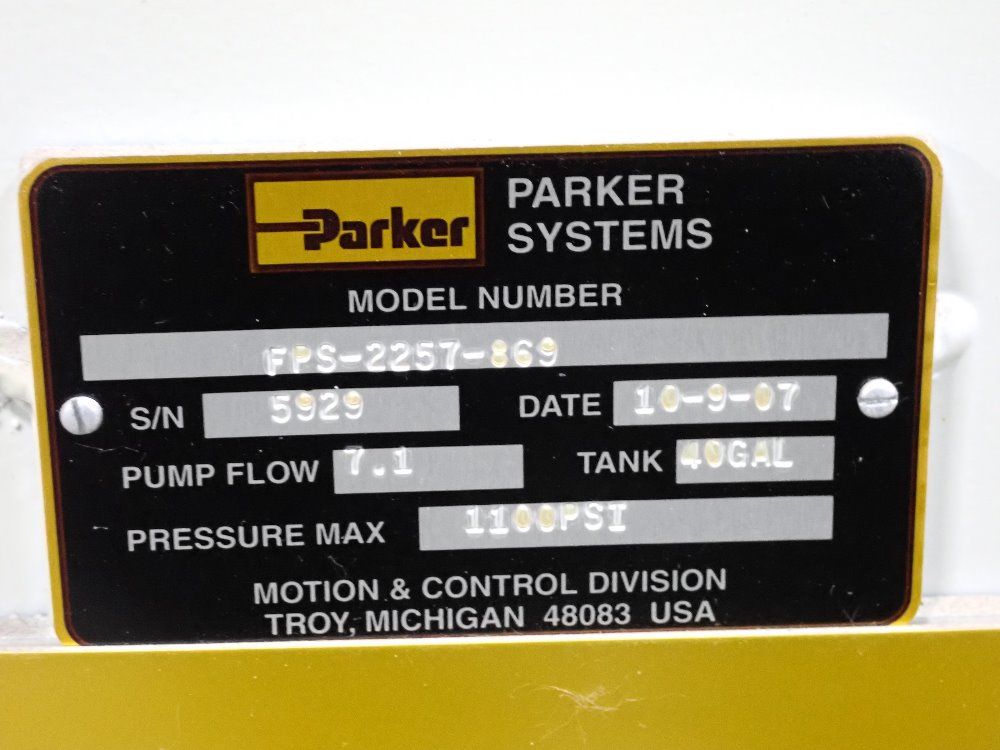 Parker
PARKER
SYSTEMS
MODEL NUMBER
FPS-2257-869
S/N 5929 DATE 10-9-07
PUMP FLOW 7.1 TANK 40GAL
PRESSURE MAX 1100PSI
MOTION & CONTROL DIVISION
TROY, MICHIGAN 48083 USA